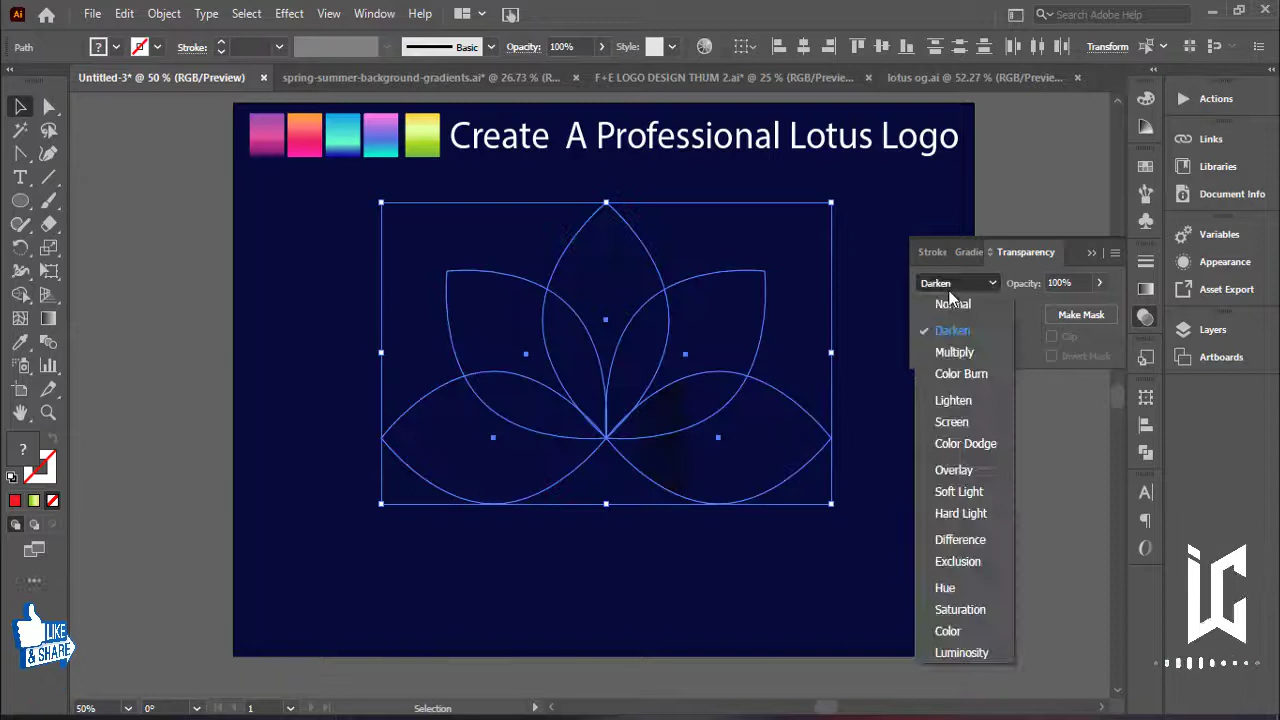 Ai File Edit Object Type Select Effect View Window Help Search Adobe Help
Path ? Stroke: Basic Opacity: 100% Style: Transform
Untitled-3* @ 50 % (RGB/Preview) × spring-summer-background-gradients.ai* @ 26.73 % (R... × F+E LOGO DESIGN THUM 2.ai* @ 25 % (RGB/Previe... × lotus og.ai @ 52.27 % (RGB/Previe... ×
Create A Professional Lotus Logo
Stroke Gradie Transparency
Darken Opacity: 100%
Normal
Darken
Multiply
Color Burn
Lighten
Screen
Color Dodge
Overlay
Soft Light
Hard Light
Difference
Exclusion
Hue
Saturation
Color
Luminosity
Make Mask
Clip
Invert Mask
Actions
Links
Libraries
Document Info
Variables
Appearance
Asset Export
Layers
Artboards
?
LIKE
& SHARE
iC
50% 0° 1 Selection